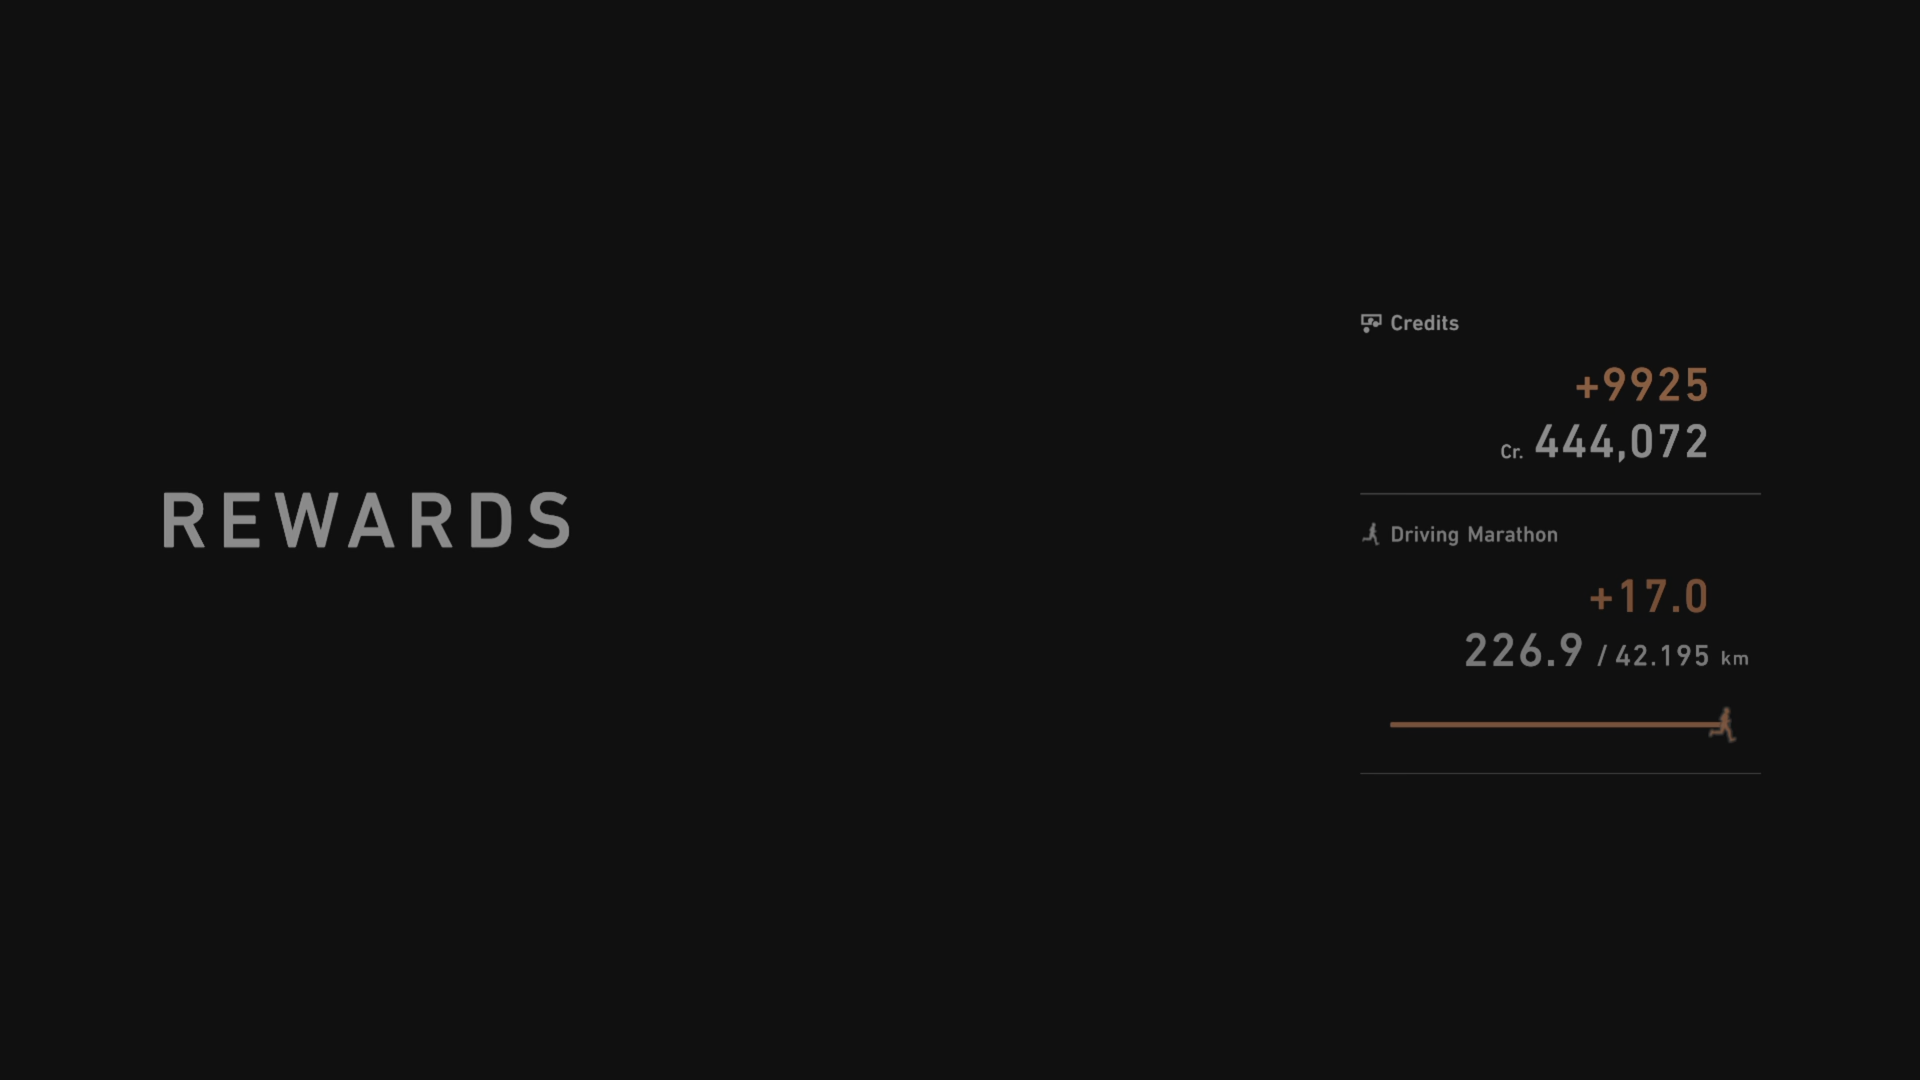 REWARDS
Credits
+9925
Cr. 444,072
Driving Marathon
+17.0
226.9 / 42.195 km